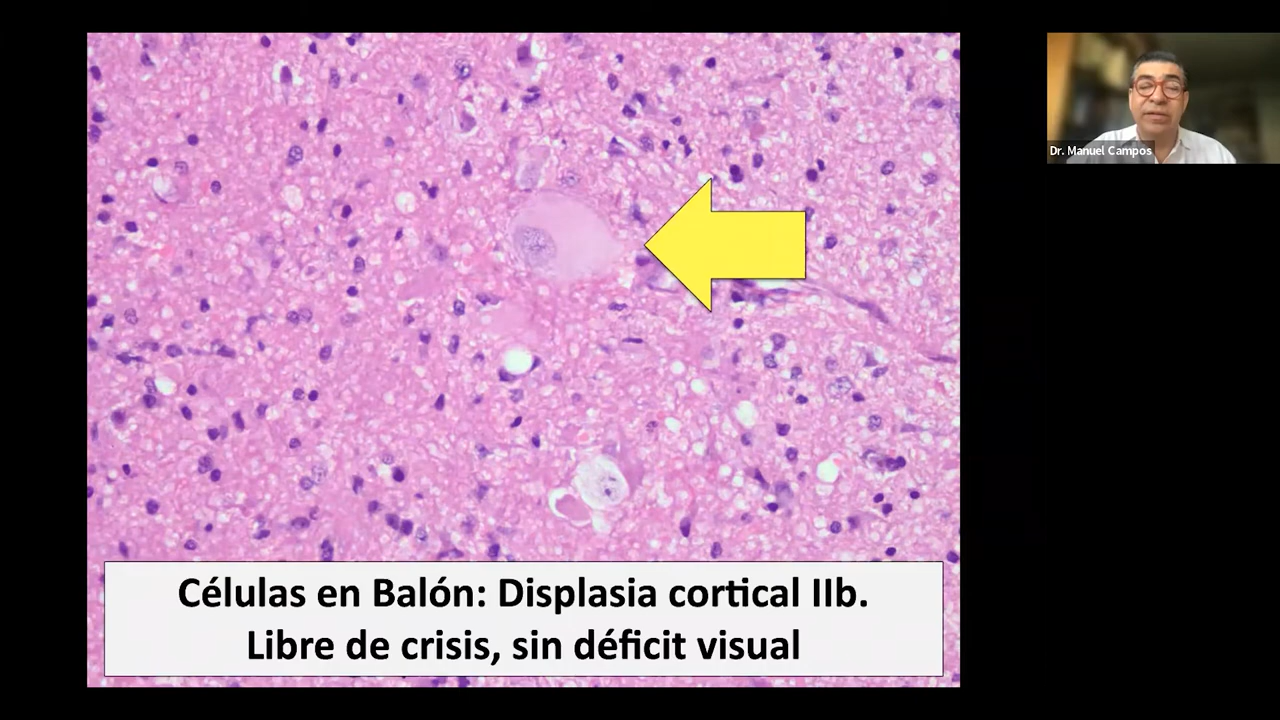 Dr. Manuel Campos
Células en Balón: Displasia cortical IIb.
Libre de crisis, sin déficit visual